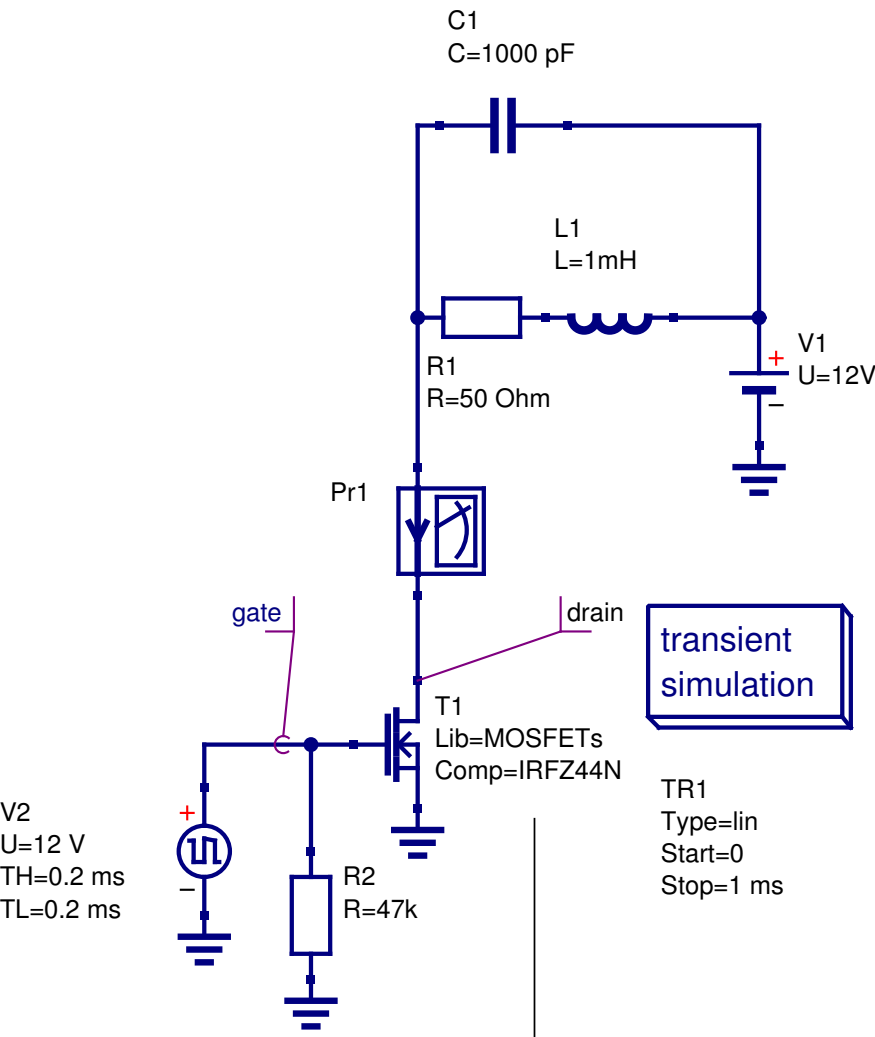 C1
C=1000 pF
L1
L=1mH
V1
U=12V
R1
R=50 Ohm
Pr1
gate
drain
transient
simulation
T1
Lib=MOSFETs
Comp=IRFZ44N
TR1
Type=lin
Start=0
Stop=1 ms
V2
U=12 V
TH=0.2 ms
TL=0.2 ms
R2
R=47k